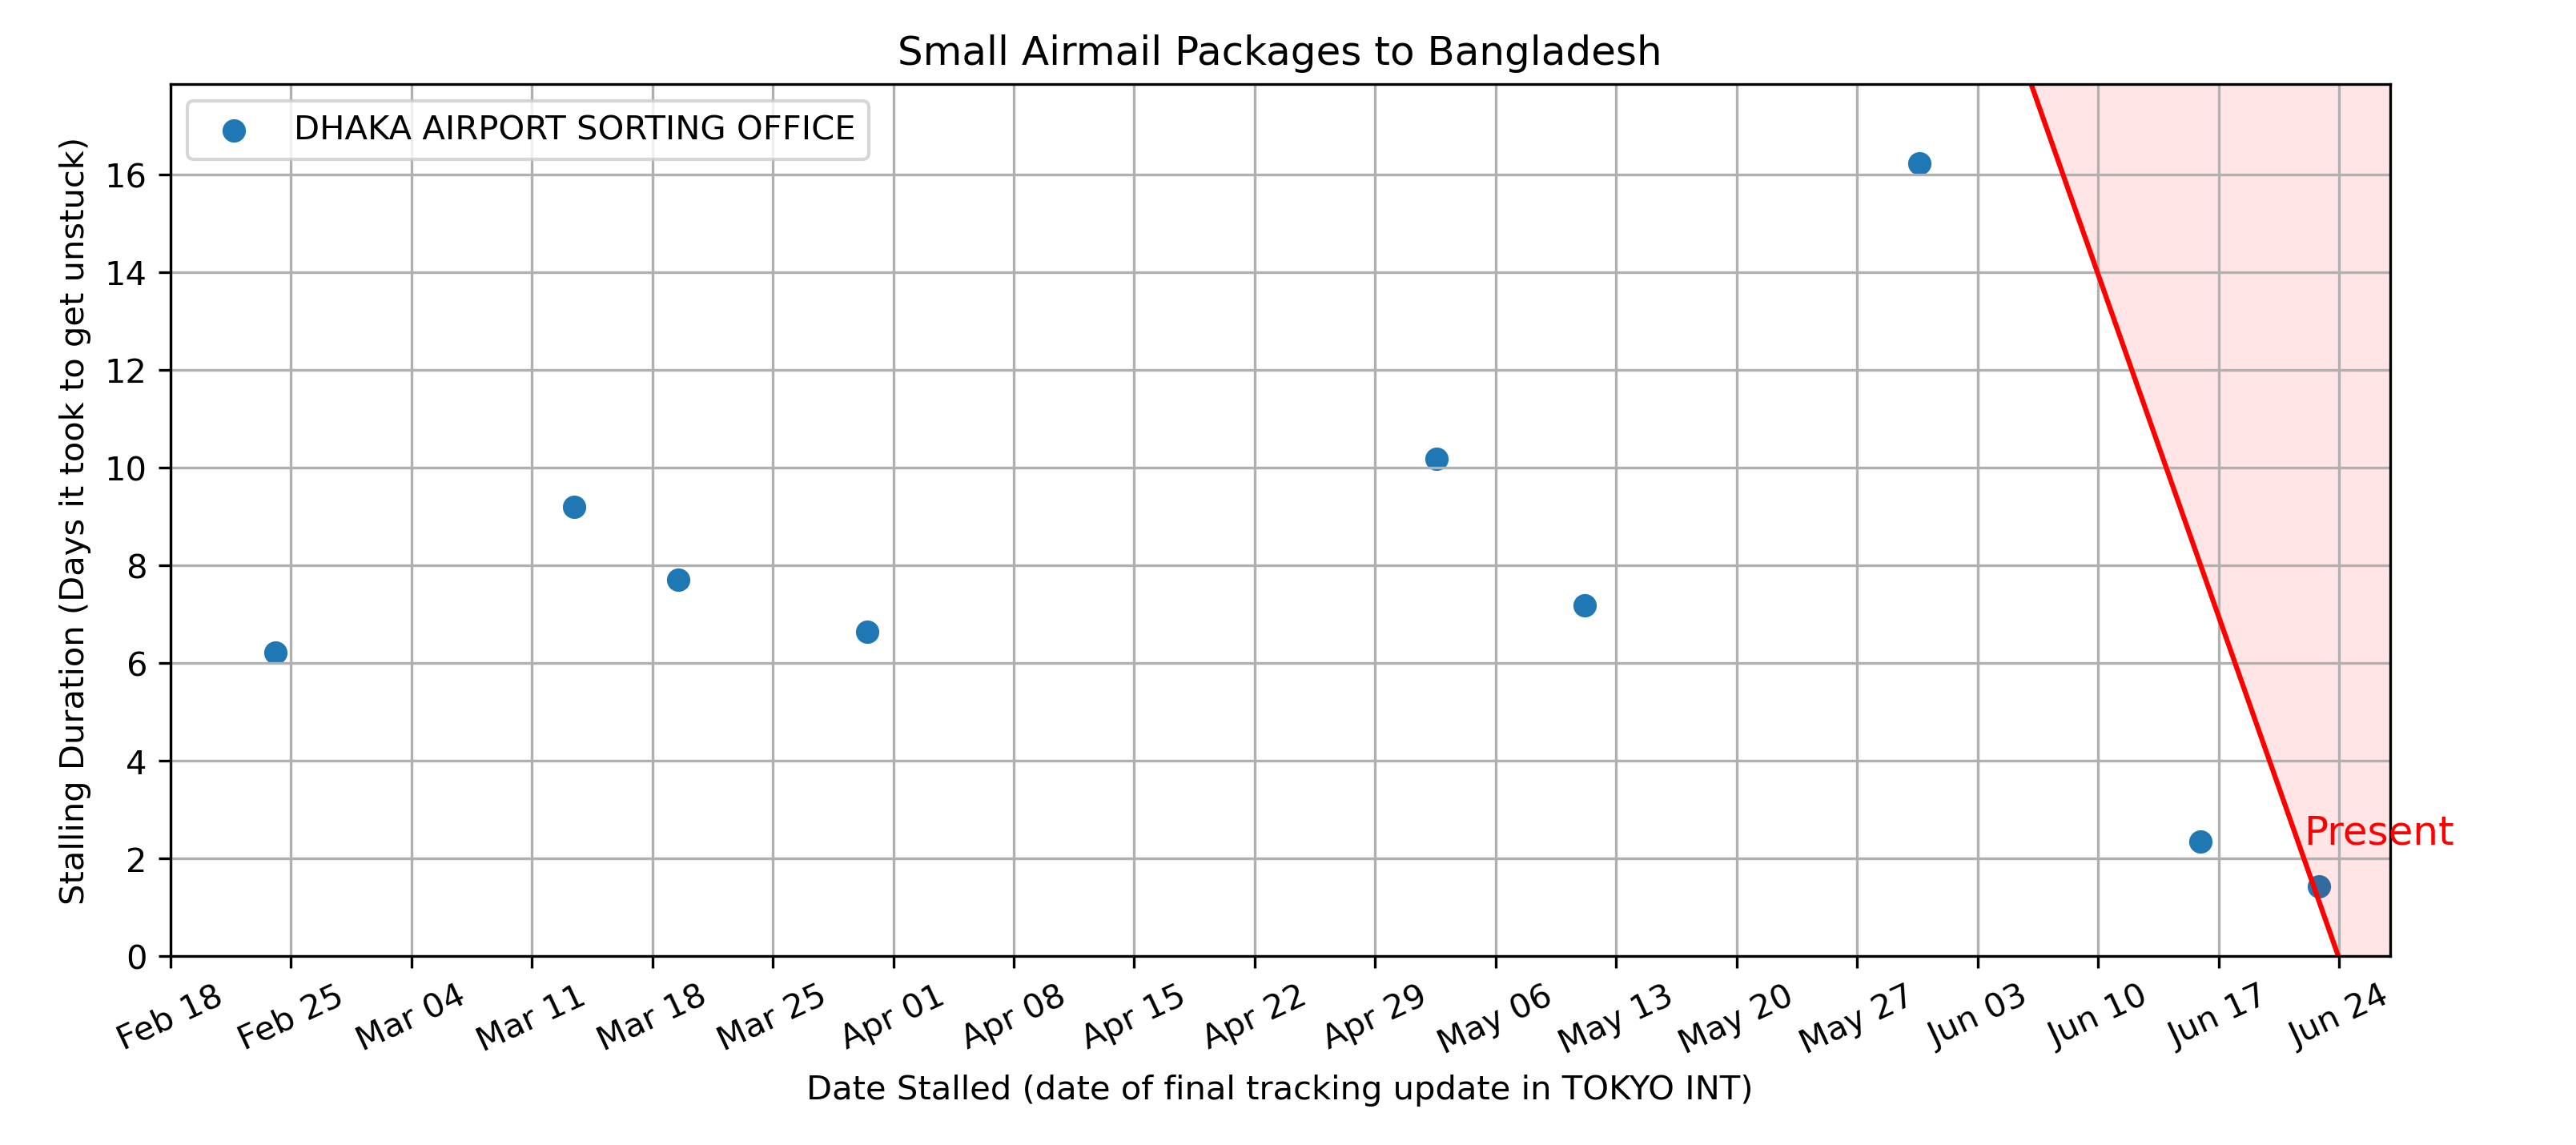 Small Airmail Packages to Bangladesh
DHAKA AIRPORT SORTING OFFICE
Stalling Duration (Days it took to get unstuck)
16
14
12
10
8
6
4
2
0
Present
Feb 18 Feb 25 Mar 04 Mar 11 Mar 18 Mar 25 Apr 01 Apr 08 Apr 15 Apr 22 Apr 29 May 06 May 13 May 20 May 27 Jun 03 Jun 10 Jun 17 Jun 24
Date Stalled (date of final tracking update in TOKYO INT)